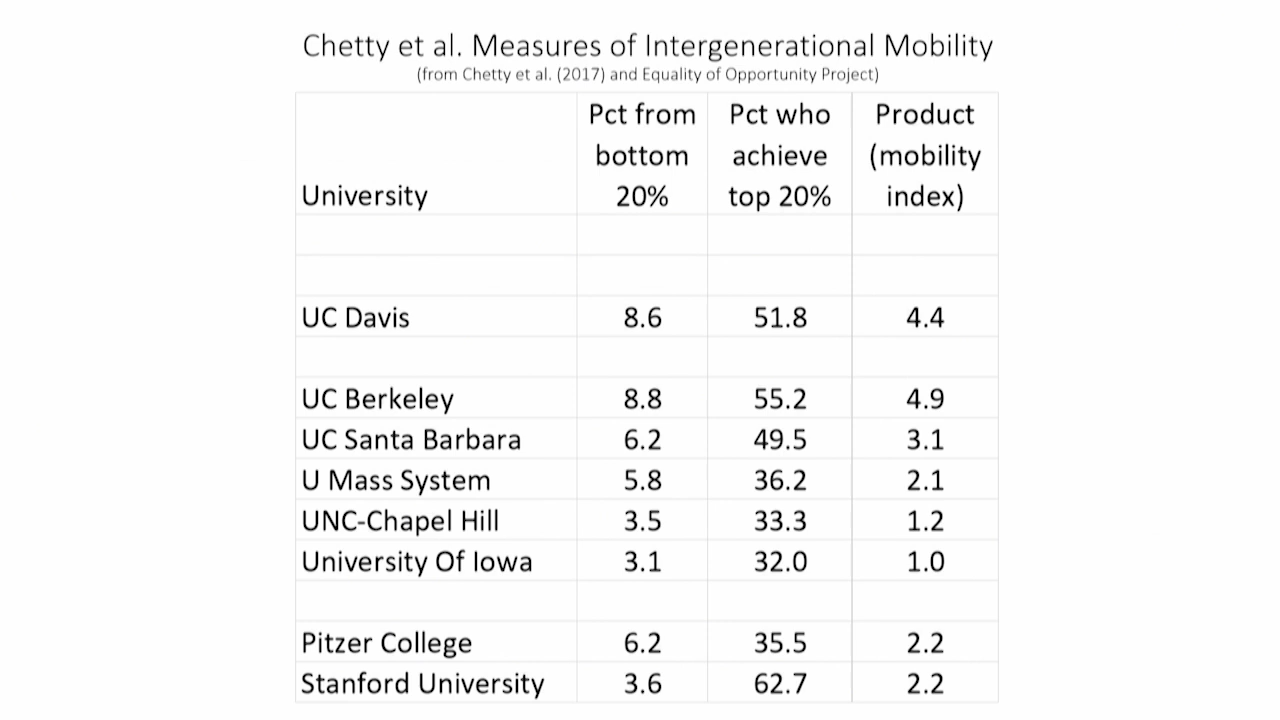 Chetty et al. Measures of Intergenerational Mobility
(from Chetty et al. (2017) and Equality of Opportunity Project)
University Pct from bottom 20% Pct who achieve top 20% Product (mobility index)
UC Davis 8.6 51.8 4.4
UC Berkeley 8.8 55.2 4.9
UC Santa Barbara 6.2 49.5 3.1
U Mass System 5.8 36.2 2.1
UNC-Chapel Hill 3.5 33.3 1.2
University Of Iowa 3.1 32.0 1.0
Pitzer College 6.2 35.5 2.2
Stanford University 3.6 62.7 2.2